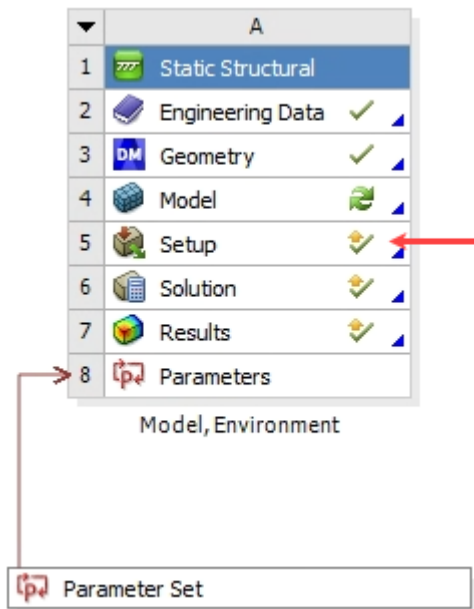 A
1 Static Structural
2 Engineering Data
3 DM Geometry
4 Model
5 Setup
6 Solution
7 Results
8 Parameters
Model, Environment
Parameter Set